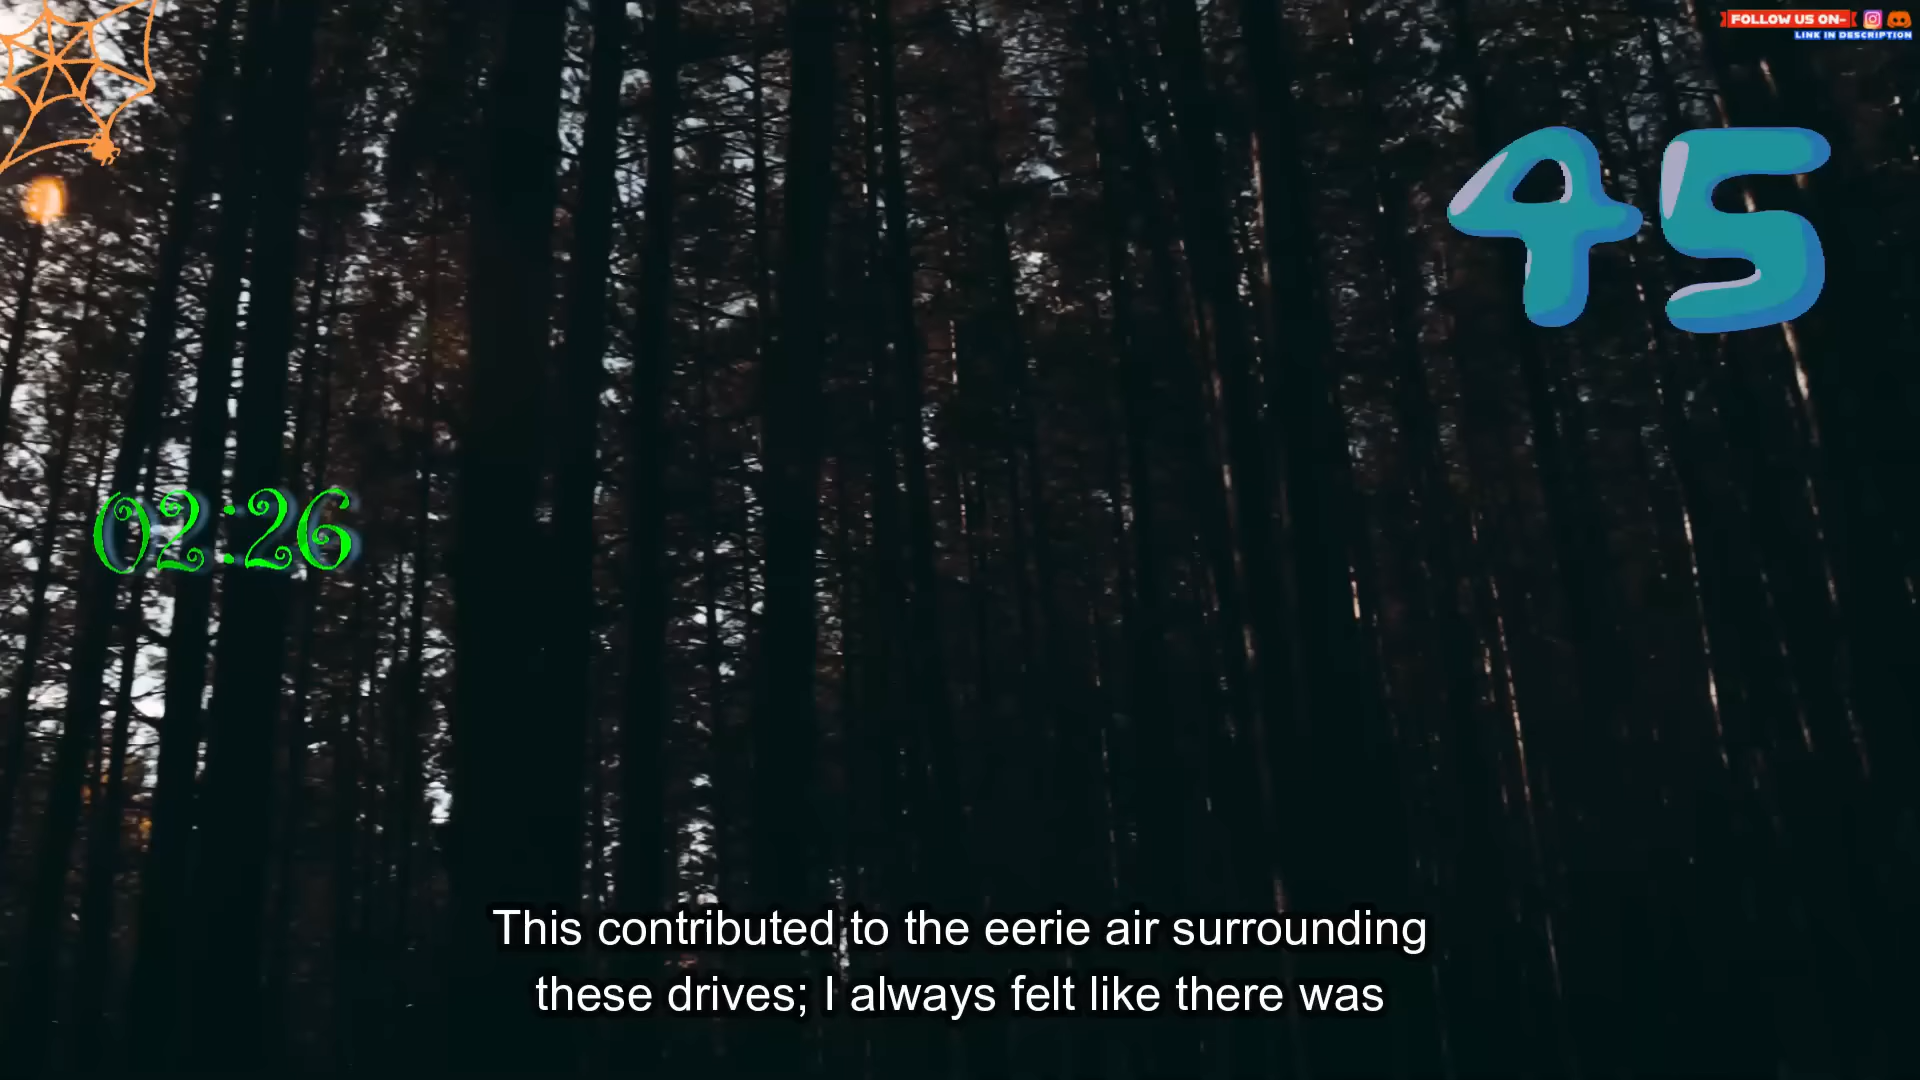 FOLLOW US ON-
LINK IN DESCRIPTION
45
02:26
This contributed to the eerie air surrounding
these drives; I always felt like there was